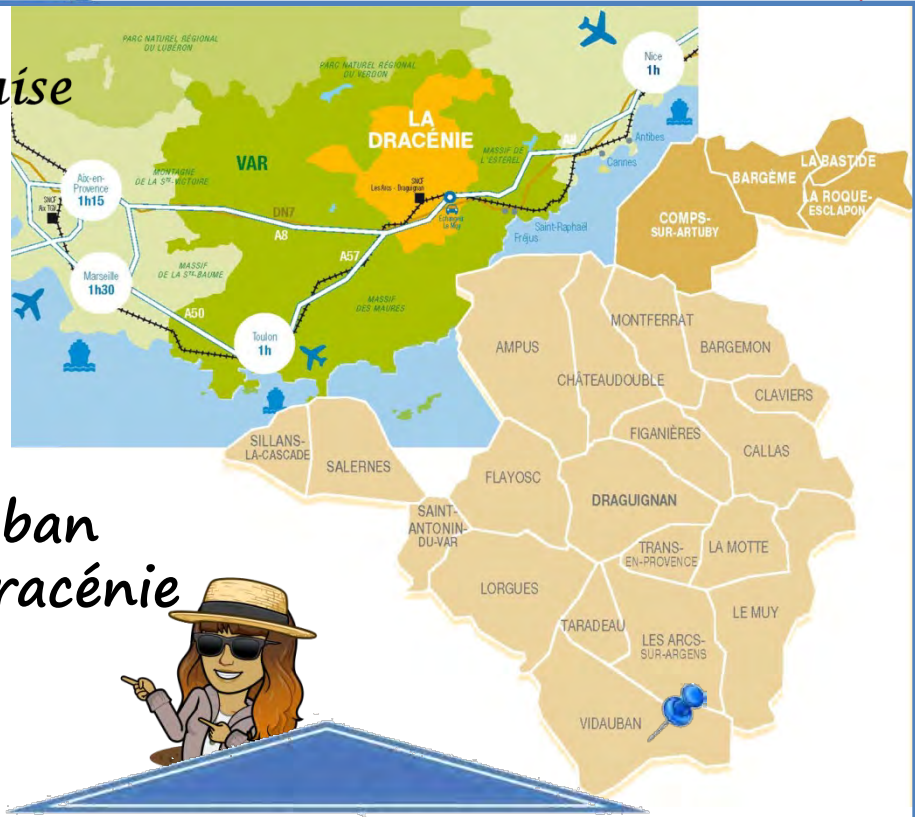 PARC NATUREL RÉGIONAL
DU LUBÉRON
PARC NATUREL RÉGIONAL
DU VERDON
Nice
1h
LA
DRACÉNIE
VAR
MASSIF DE
L'ESTEREL
A8
Antibes
Cannes
MONTAGNE
DE LA STE-VICTOIRE
Aix-en-
Provence
1h15
SNCF
Aix TGV
SNCF
Les Arcs - Draguignan
Échangeur
Le Muy
DN7
A8
A57
Saint-Raphaël
Fréjus
MASSIF
DE LA STE-BAUME
Marseille
1h30
MASSIF
DES MAURES
A50
Toulon
1h
LA BASTIDE
BARGÈME
LA ROQUE-
ESCLAPON
COMPS-
SUR-ARTUBY
MONTFERRAT
AMPUS
BARGEMON
CHÂTEAUDOUBLE
CLAVIERS
FIGANIÈRES
CALLAS
SILLANS-
LA-CASCADE
SALERNES
FLAYOSC
DRAGUIGNAN
SAINT-
ANTONIN-
DU-VAR
TRANS-
EN-PROVENCE
LA MOTTE
LORGUES
TARADEAU
LE MUY
LES ARCS-
SUR-ARGENS
VIDAUBAN
uise
ban
racénie